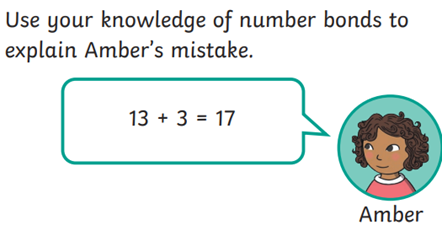 Use your knowledge of number bonds to
explain Amber's mistake.
13 + 3 = 17
Amber